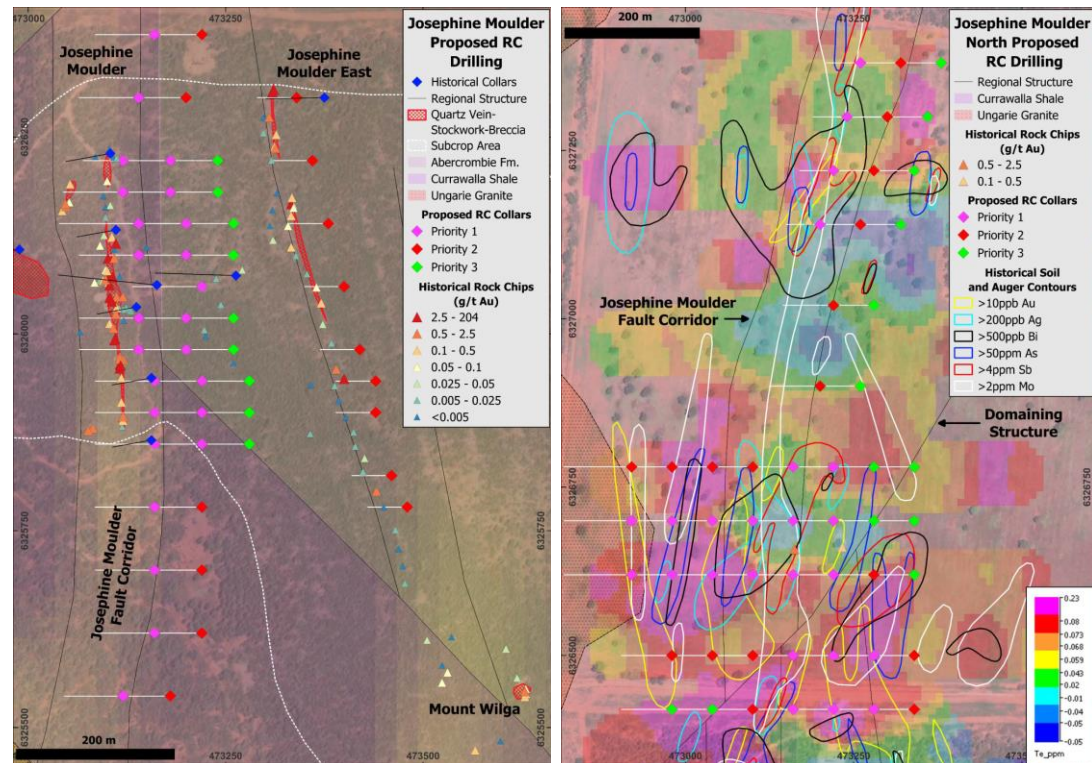 473000
473250
Josephine Moulder
Proposed RC
Drilling
Historical Collars
Regional Structure
Quartz Vein-
Stockwork-Breccia
Subcrop Area
Abercrombie Fm.
Currawalla Shale
Ungarie Granite
Proposed RC Collars
Priority 1
Priority 2
Priority 3
Historical Rock Chips
(g/t Au)
2.5 - 204
0.5 - 2.5
0.1 - 0.5
0.05 - 0.1
0.025 - 0.05
0.005 - 0.025
<0.005
Josephine
Moulder
Josephine
Moulder East
6326250
6326250
6326000
6325750
6325750
Josephine Moulder
Fault Corridor
Mount Wilga
6325500
6325500
200 m
473250
473500
200 m
473000
473250
Josephine Moulder
North Proposed
RC Drilling
Regional Structure
Currawalla Shale
Ungarie Granite
Historical Rock Chips
(g/t Au)
0.5 - 2.5
0.1 - 0.5
Proposed RC Collars
Priority 1
Priority 2
Priority 3
Historical Soil
and Auger Contours
>10ppb Au
>200ppb Ag
>500ppb Bi
>50ppm As
>4ppm Sb
>2ppm Mo
6327250
6327000
Josephine Moulder
Fault Corridor
Domaining
Structure
6326750
6326750
6326500
473000
473250
0.23
0.08
0.073
0.068
0.059
0.043
0.02
-0.01
-0.04
-0.05
-0.05
Te_ppm